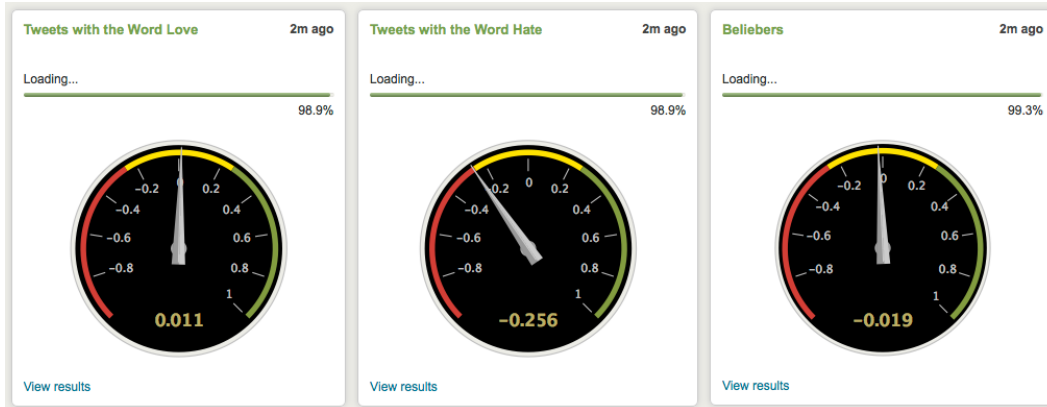 Tweets with the Word Love 2m ago
Loading...
98.9%
-0.2 0 0.2
-0.4 0.4
-0.6 0.6
-0.8 0.8
1
0.011
View results
Tweets with the Word Hate 2m ago
Loading...
98.9%
0.2 0 0.2
-0.4 0.4
-0.6 0.6
-0.8 0.8
1
-0.256
View results
Beliebers 2m ago
Loading...
99.3%
-0.2 0 0.2
-0.4 0.4
-0.6 0.6
-0.8 0.8
1
-0.019
View results